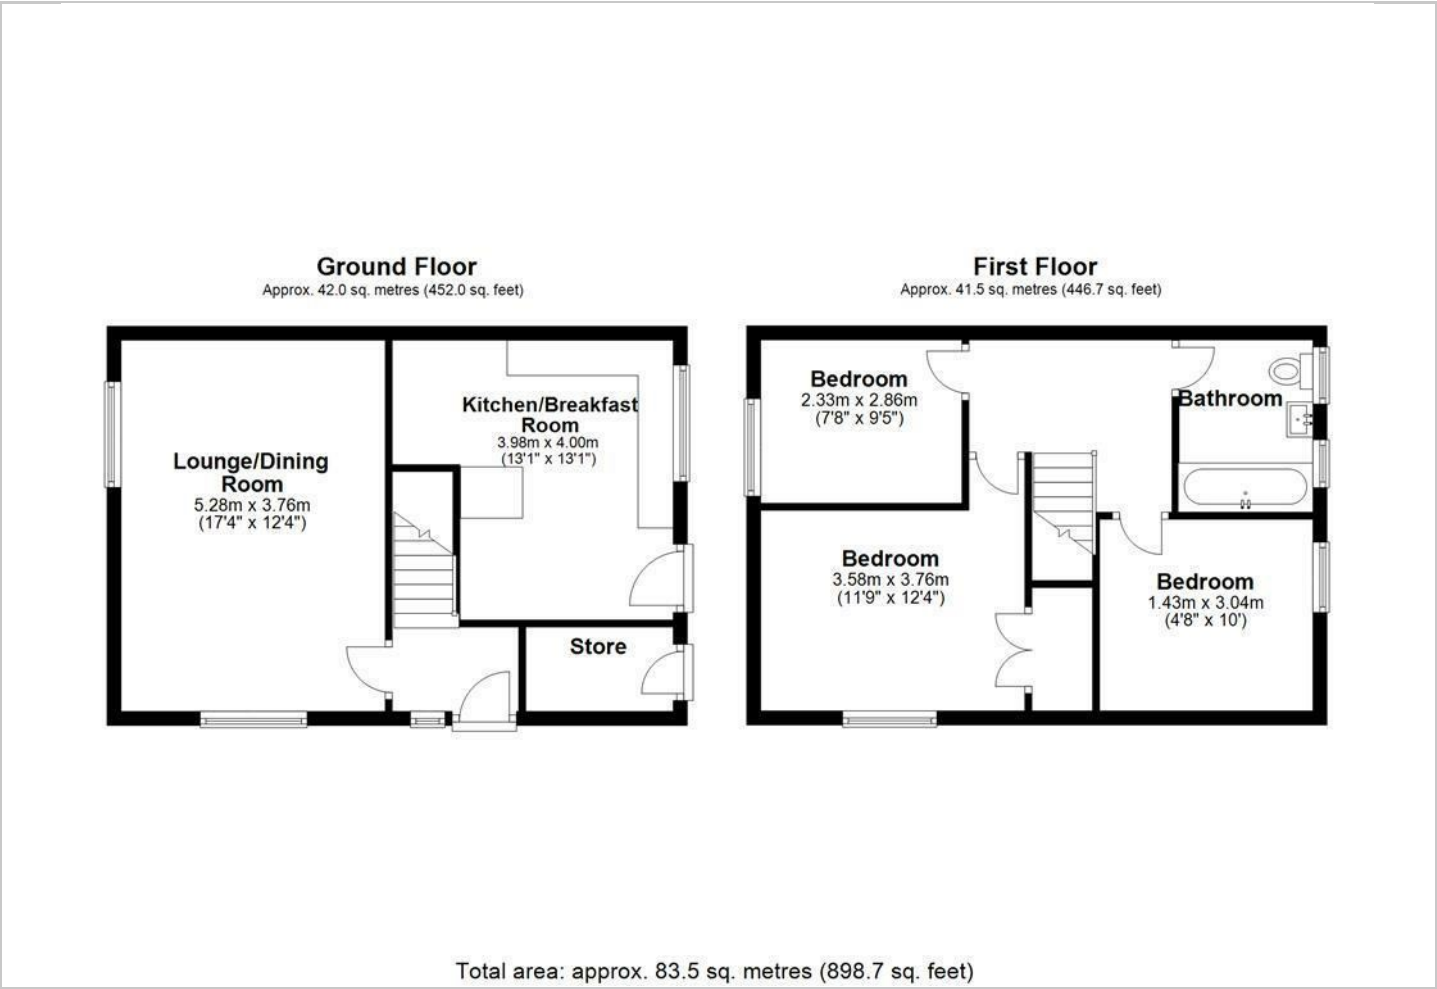 Ground Floor
Approx. 42.0 sq. metres (452.0 sq. feet)
Lounge/Dining
Room
5.28m x 3.76m
(17'4" x 12'4")
Kitchen/Breakfast
Room
3.98m x 4.00m
(13'1" x 13'1")
Store
First Floor
Approx. 41.5 sq. metres (446.7 sq. feet)
Bedroom
2.33m x 2.86m
(7'8" x 9'5")
Bathroom
Bedroom
3.58m x 3.76m
(11'9" x 12'4")
Bedroom
1.43m x 3.04m
(4'8" x 10')
Total area: approx. 83.5 sq. metres (898.7 sq. feet)